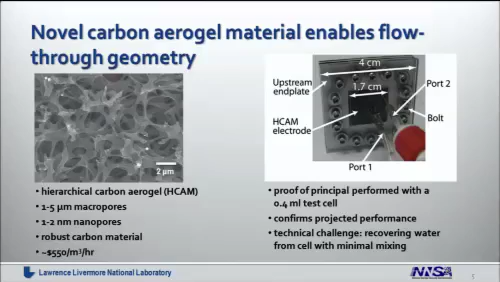 Novel carbon aerogel material enables flow-
through geometry
2 µm
4 cm
1.7 cm
Upstream
endplate
HCAM
electrode
Port 2
Bolt
Port 1
• hierarchical carbon aerogel (HCAM)
• 1-5 µm macropores
• 1-2 nm nanopores
• robust carbon material
• ~$550/m³/hr
• proof of principal performed with a
0.4 ml test cell
• confirms projected performance
• technical challenge: recovering water
from cell with minimal mixing
Lawrence Livermore National Laboratory
NNSA
5